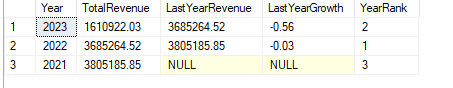 Year TotalRevenue LastYearRevenue LastYearGrowth YearRank
1 2023 1610922.03 3685264.52 -0.56 2
2 2022 3685264.52 3805185.85 -0.03 1
3 2021 3805185.85 NULL NULL 3